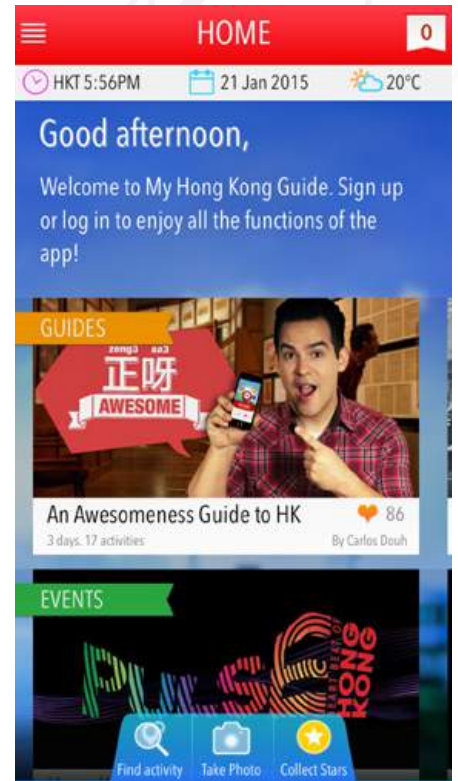 HOME
0
HKT 5:56PM
21 Jan 2015
20°C
Good afternoon,
Welcome to My Hong Kong Guide. Sign up
or log in to enjoy all the functions of the
app!
GUIDES
zeng3 aa3
正呀
AWESOME
An Awesomeness Guide to HK
86
3 days. 17 activities
By Carlos Douh
EVENTS
PULSE
HONG
KONG
Find activity
Take Photo
Collect Stars